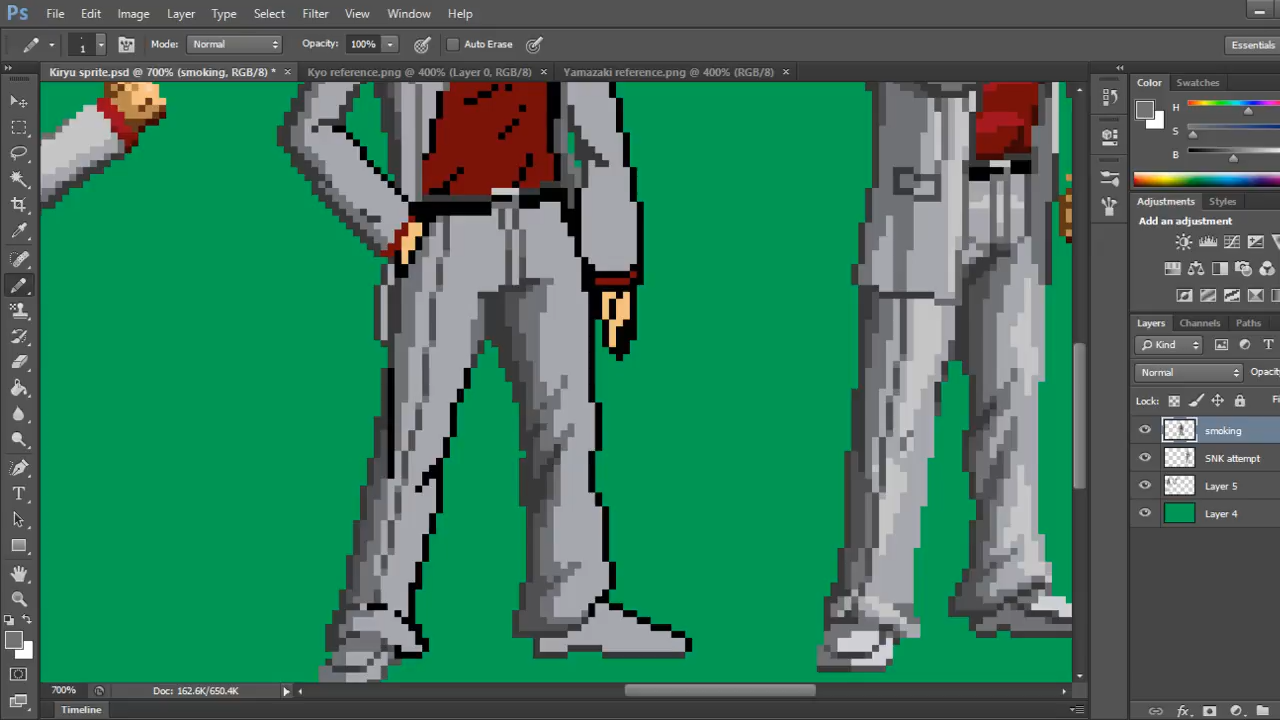 Ps File Edit Image Layer Type Select Filter View Window Help
1 Mode: Normal Opacity: 100% Auto Erase Essentials
Kiryu sprite.psd @ 700% (smoking, RGB/8) * × Kyo reference.png @ 400% (Layer 0, RGB/8) × Yamazaki reference.png @ 400% (RGB/8) ×
Color Swatches
H
S
B
Adjustments Styles
Add an adjustment
Layers Channels Paths
Kind
Normal Opac
Lock: Fi
smoking
SNK attempt
Layer 5
Layer 4
700% Doc: 162.6K/650.4K
Timeline